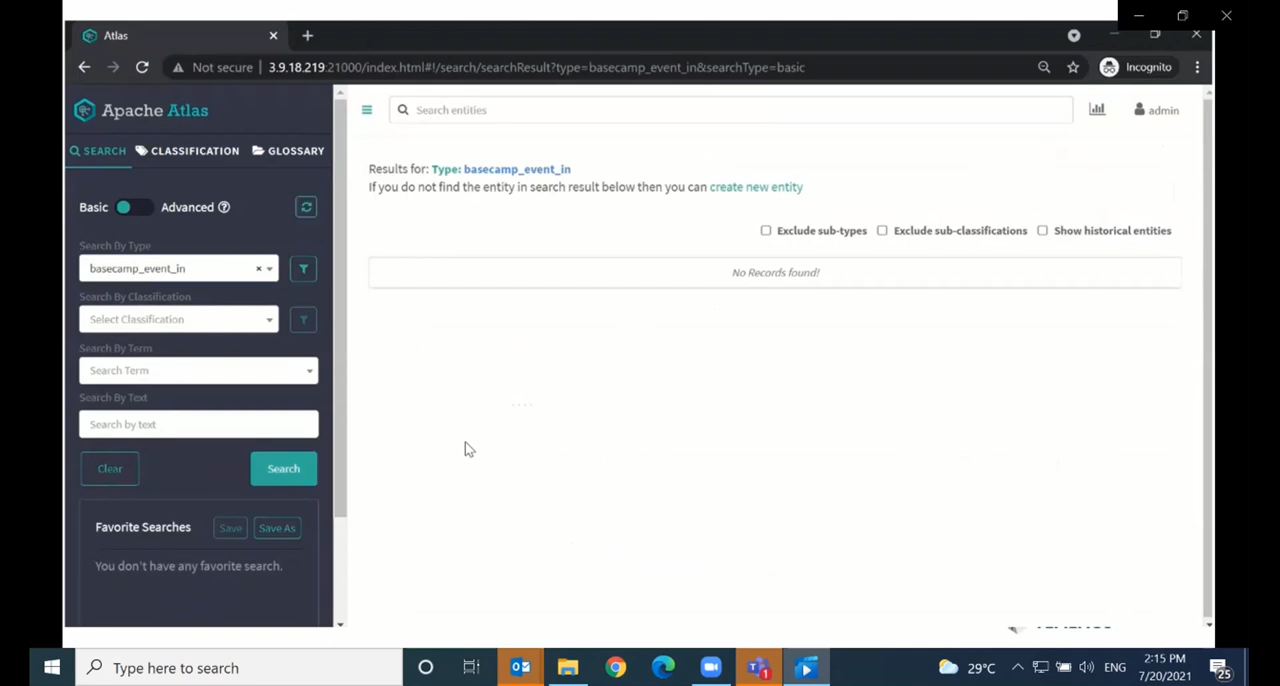 Atlas
Not secure
3.9.18.219:21000/index.html#!/search/searchResult?type=basecamp_event_in&searchType=basic
Incognito
Apache Atlas
Search entities
admin
SEARCH CLASSIFICATION GLOSSARY
Results for: Type: basecamp_event_in
If you do not find the entity in search result below then you can create new entity
Basic Advanced
Exclude sub-types Exclude sub-classifications Show historical entities
Search By Type
basecamp_event_in
No Records found!
Search By Classification
Select Classification
Search By Term
Search Term
Search By Text
Search by text
Clear Search
Favorite Searches Save Save As
You don't have any favorite search.
Type here to search
1
29°C
ENG
2:15 PM
7/20/2021
25